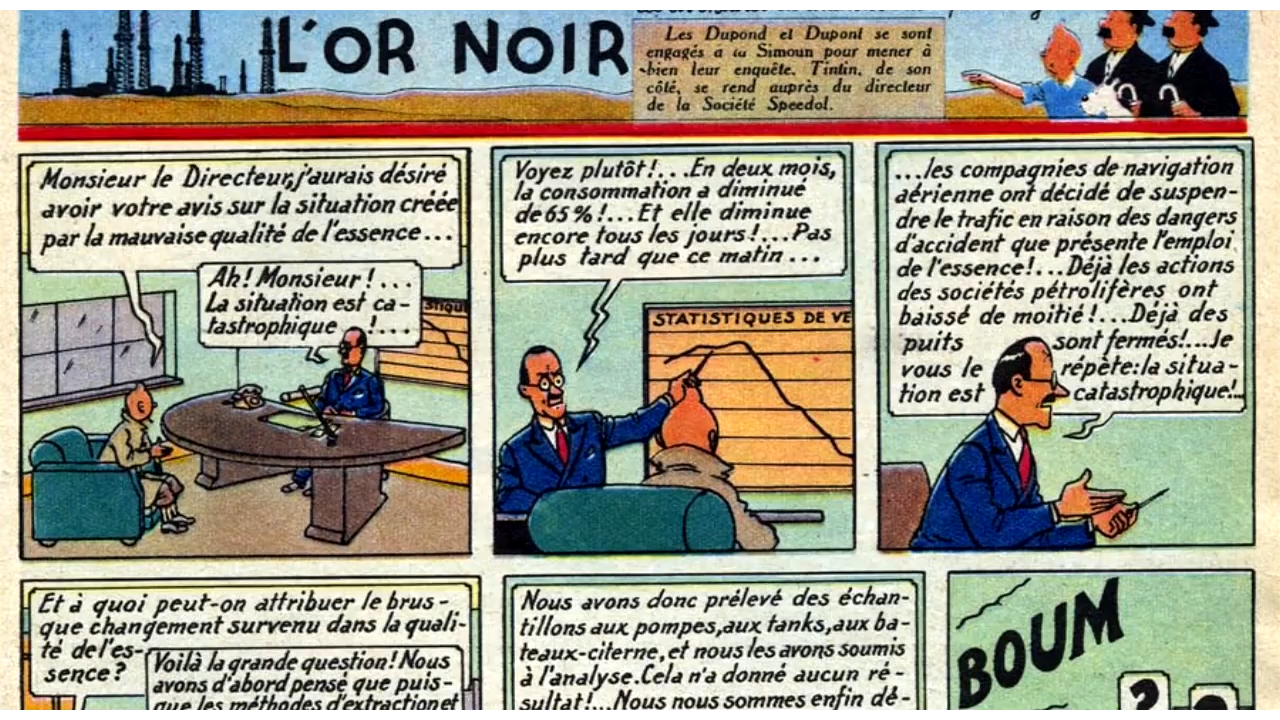 L'OR NOIR
Les Dupond et Dupont se sont
engagés à la Simoun pour mener à
bien leur enquête. Tintin, de son
côté, se rend auprès du directeur
de la Société Speedol.
Monsieur le Directeur, j'aurais désiré
avoir votre avis sur la situation créée
par la mauvaise qualité de l'essence...
Ah! Monsieur!...
La situation est ca-
tastrophique !...
Voyez plutôt!...En deux mois,
la consommation a diminué
de 65%!...Et elle diminue
encore tous les jours!...Pas
plus tard que ce matin...
STATISTIQUES DE VE
...les compagnies de navigation
aérienne ont décidé de suspen-
dre le trafic en raison des dangers
d'accident que présente l'emploi
de l'essence!...Déjà les actions
des sociétés pétrolifères ont
baissé de moitié!...Déjà des
puits sont fermés!...Je
vous le répète: la situa-
tion est catastrophique!..
Et à quoi peut-on attribuer le brus-
que changement survenu dans la quali-
té de l'es-
sence?
Voilà la grande question! Nous
avons d'abord pensé que puis-
que les méthodes d'extraction et
Nous avons donc prélevé des échan-
tillons aux pompes, aux tanks, aux ba-
teaux-citerne, et nous les avons soumis
à l'analyse. Cela n'a donné aucun ré-
sultat!...Nous nous sommes enfin dé-
BOUM
?